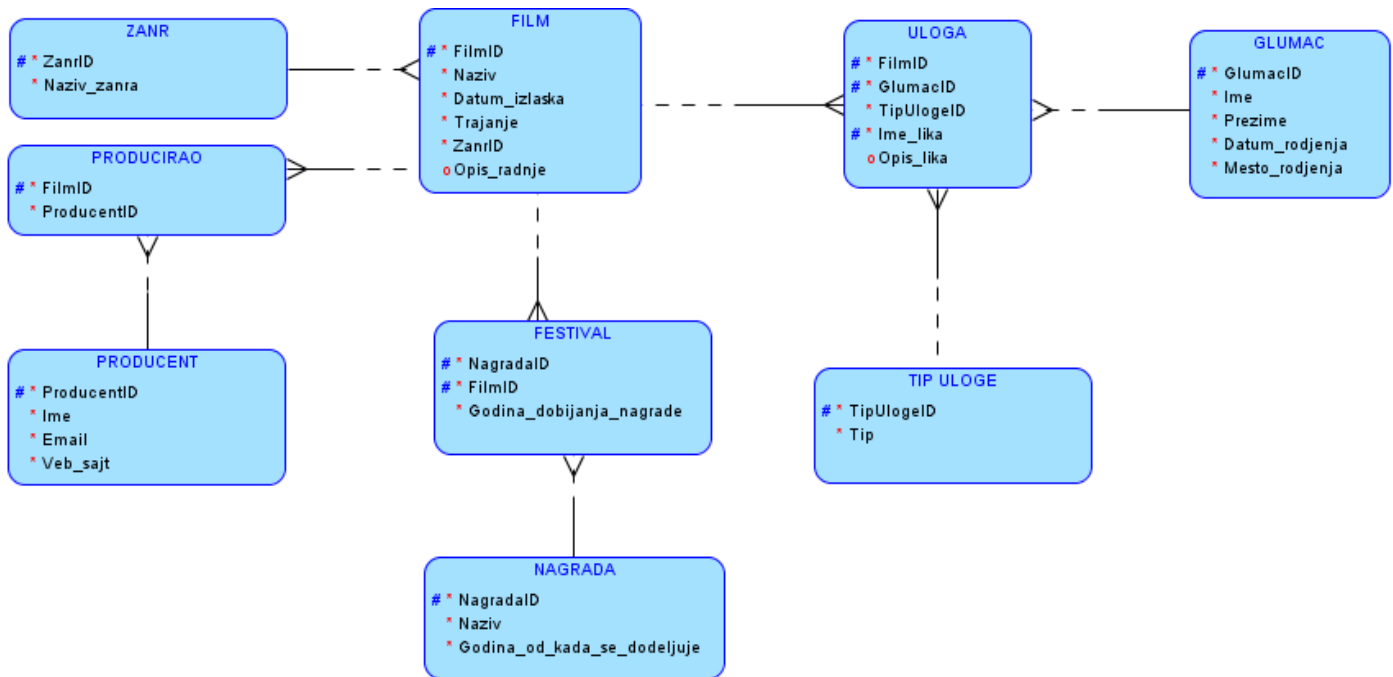 ZANR
# * ZanrID
* Naziv_zanra
FILM
# * FilmID
* Naziv
* Datum_izlaska
* Trajanje
* ZanrID
o Opis_radnje
ULOGA
# * FilmID
# * GlumacID
* TipUlogeID
# * Ime_lika
o Opis_lika
GLUMAC
# * GlumacID
* Ime
* Prezime
* Datum_rodjenja
* Mesto_rodjenja
PRODUCIRAO
# * FilmID
* ProducentID
PRODUCENT
# * ProducentID
* Ime
* Email
* Veb_sajt
FESTIVAL
# * NagradaID
# * FilmID
* Godina_dobijanja_nagrade
TIP ULOGE
# * TipUlogeID
* Tip
NAGRADA
# * NagradaID
* Naziv
* Godina_od_kada_se_dodeljuje